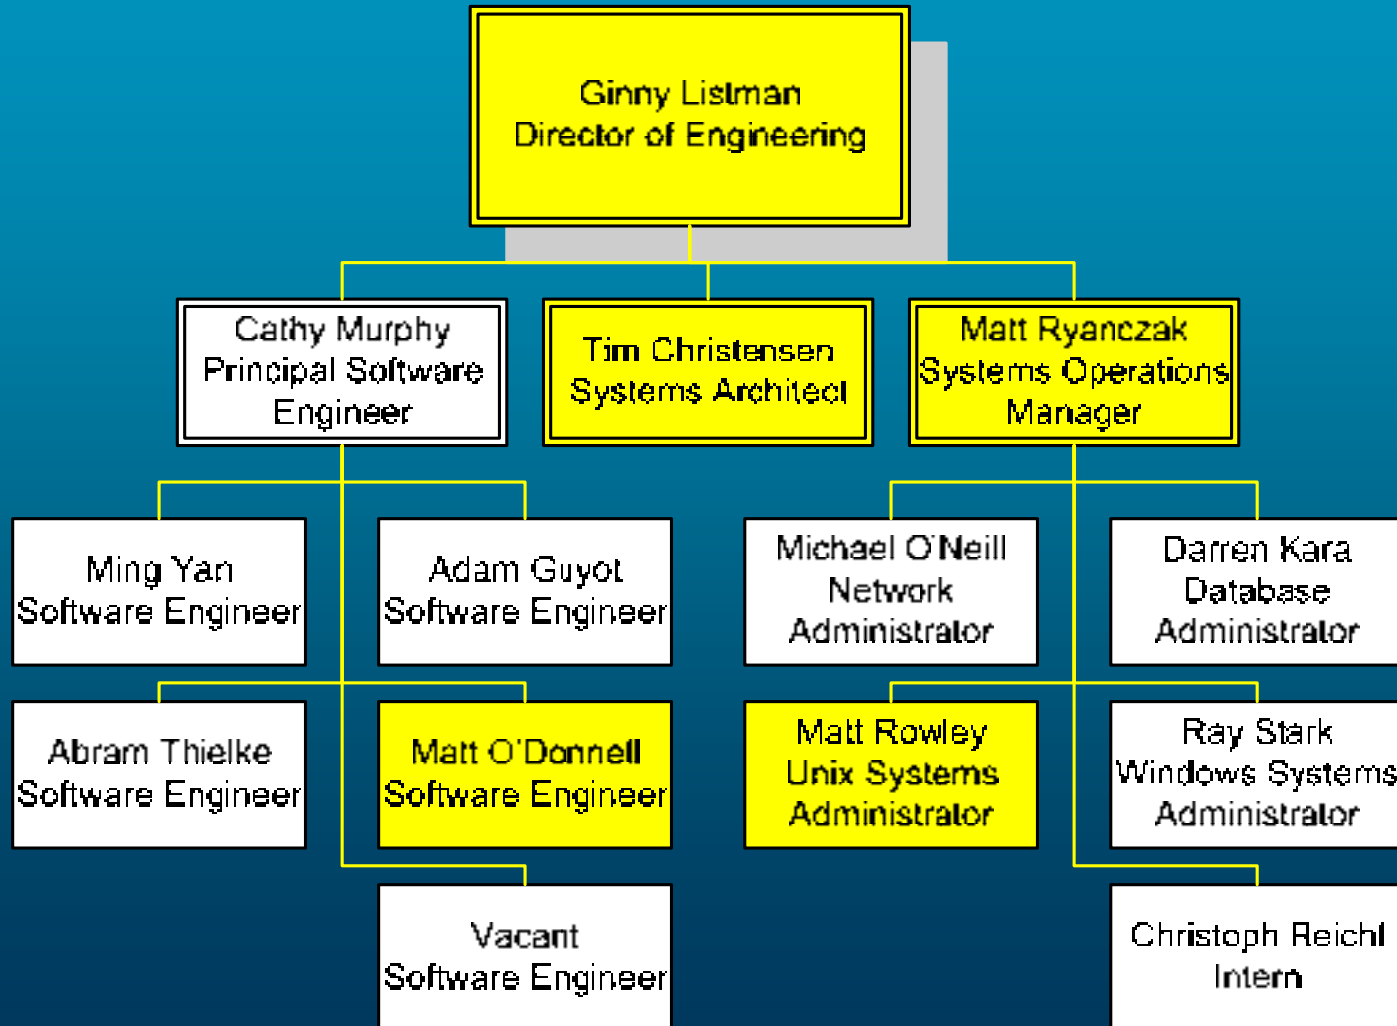 Ginny Listman
Director of Engineering
Cathy Murphy
Principal Software
Engineer
Tim Christensen
Systems Architect
Matt Ryanczak
Systems Operations
Manager
Ming Yan
Software Engineer
Adam Guyot
Software Engineer
Michael O'Neill
Network
Administrator
Darren Kara
Database
Administrator
Abram Thielke
Software Engineer
Matt O'Donnell
Software Engineer
Matt Rowley
Unix Systems
Administrator
Ray Stark
Windows Systems
Administrator
Vacant
Software Engineer
Christoph Reichl
Intern